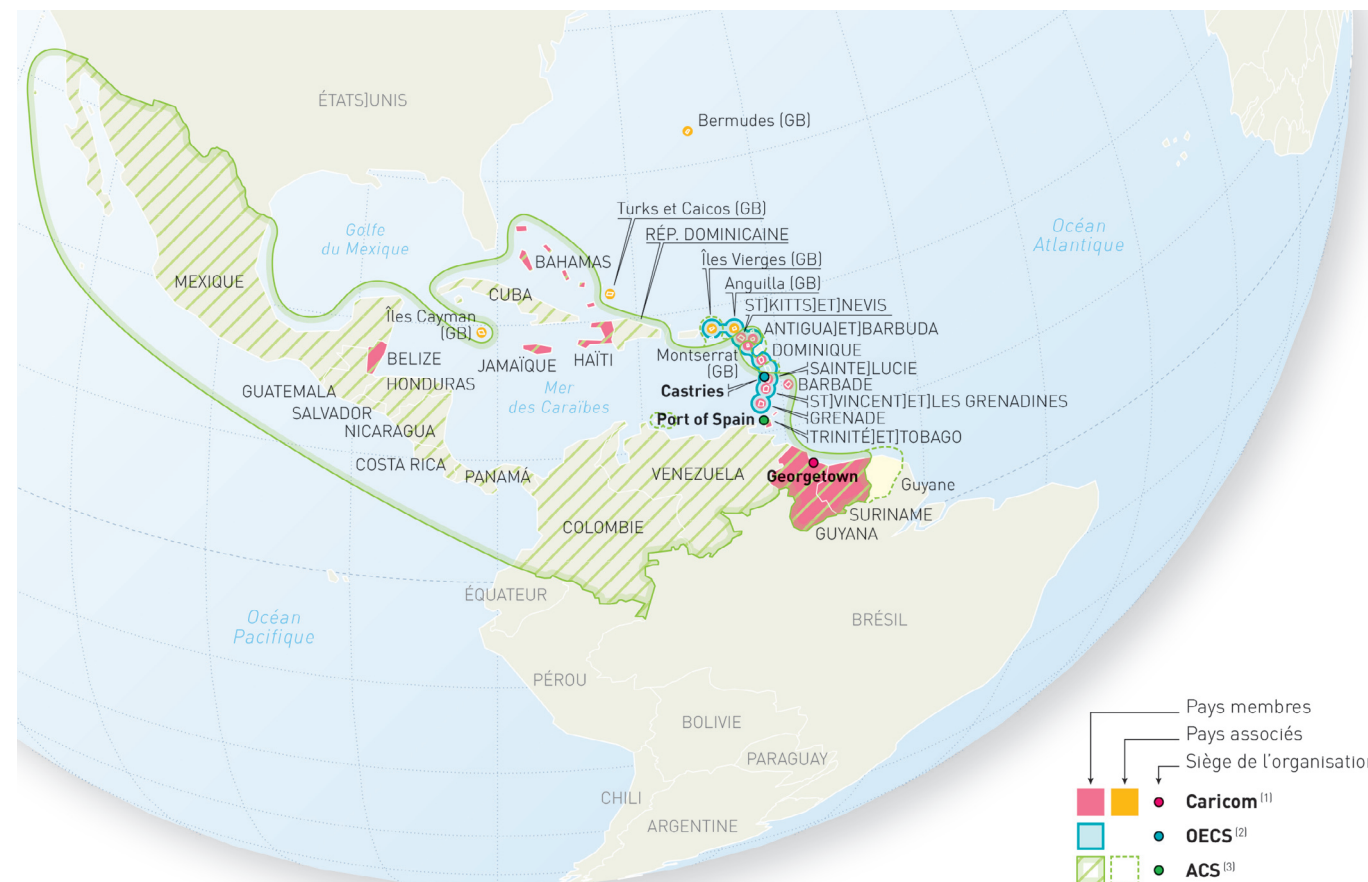 ÉTATS]UNIS
Bermudes (GB)
Turks et Caicos (GB)
RÉP. DOMINICAINE
Océan
Atlantique
Golfe
du Mexique
Îles Vierges (GB)
BAHAMAS
Anguilla (GB)
MEXIQUE
CUBA
ST]KITTS]ET]NEVIS
Îles Cayman
(GB)
ANTIGUA]ET]BARBUDA
BELIZE
JAMAÏQUE
HAÏTI
Montserrat
(GB)
DOMINIQUE
[SAINTE]LUCIE
GUATEMALA
HONDURAS
Mer
des Caraïbes
Castries
BARBADE
SALVADOR
ST]VINCENT]ET]LES GRENADINES
NICARAGUA
Port of Spain
GRENADE
TRINITÉ]ET]TOBAGO
COSTA RICA
PANAMÁ
VENEZUELA
Georgetown
Guyane
COLOMBIE
SURINAME
GUYANA
ÉQUATEUR
Océan
Pacifique
BRÉSIL
PÉROU
BOLIVIE
PARAGUAY
CHILI
ARGENTINE
Pays membres
Pays associés
Siège de l'organisation
Caricom (1)
OECS (2)
ACS (3)